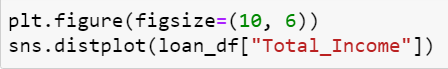 plt.figure(figsize=(10, 6))
sns.distplot(loan_df["Total_Income"])